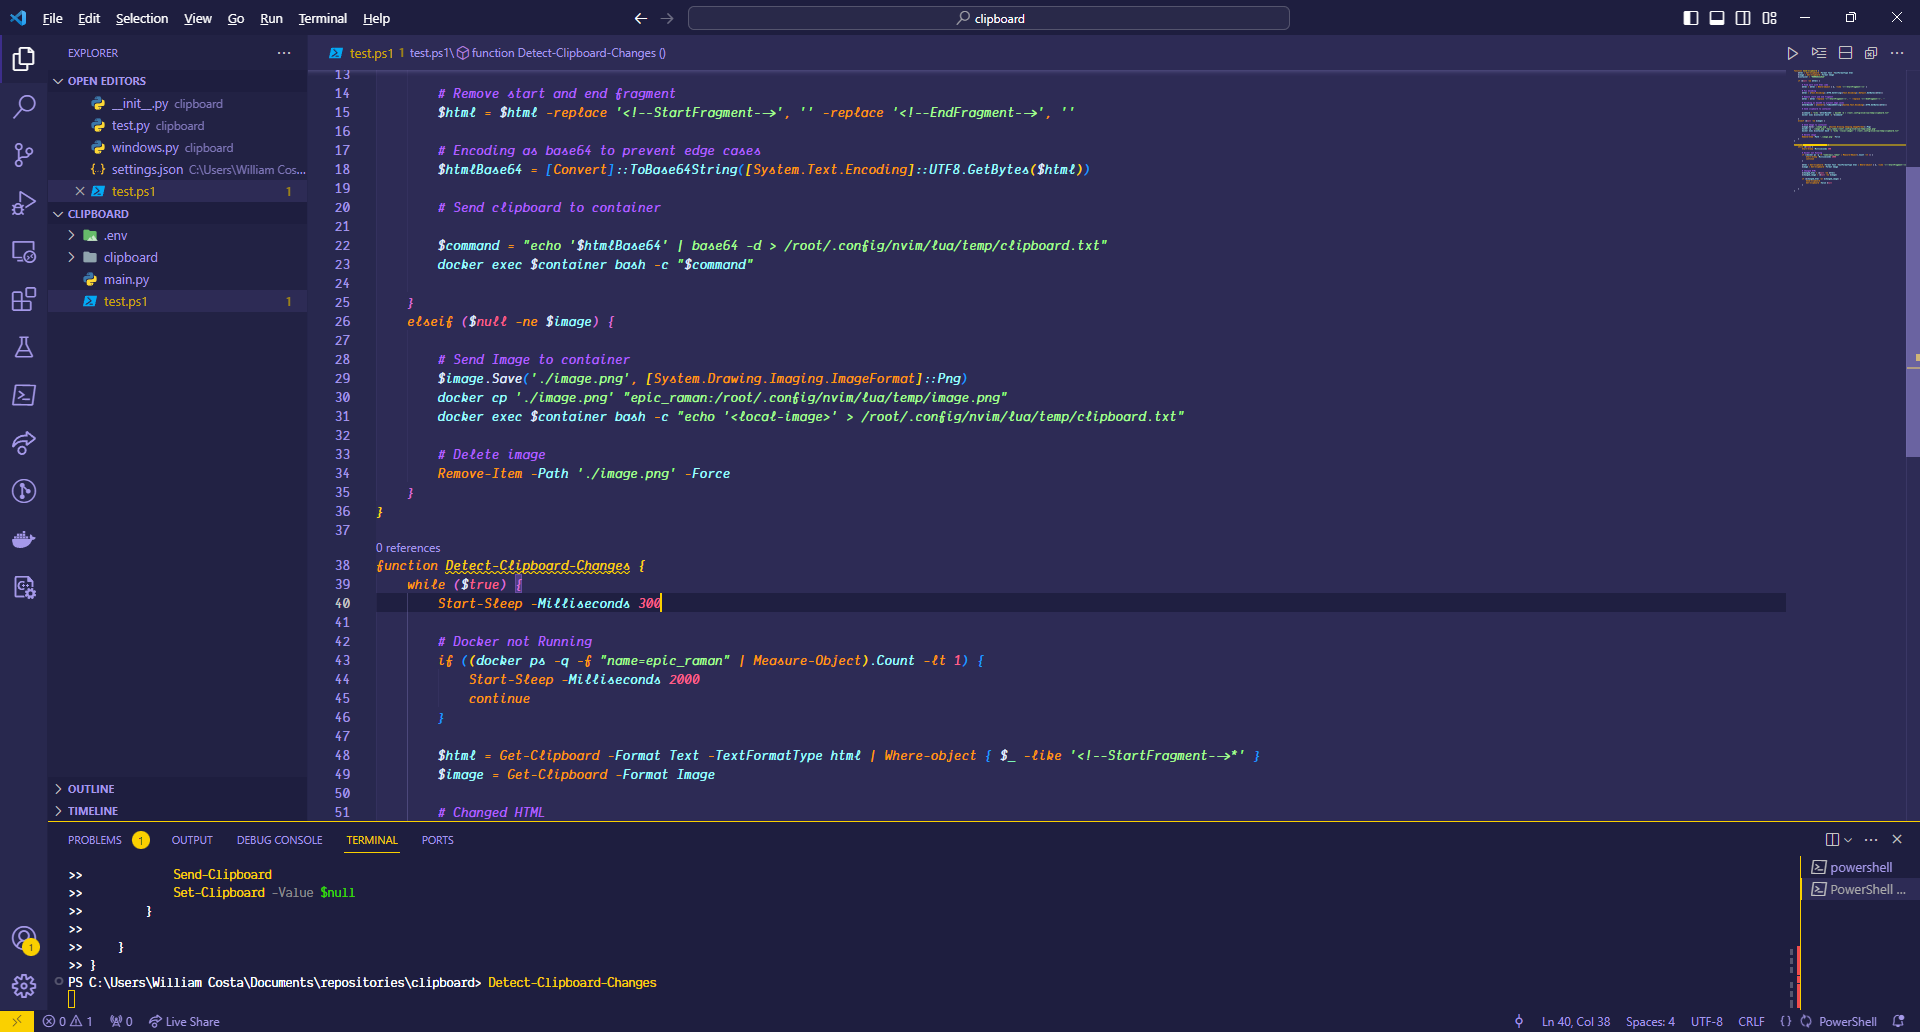 File Edit Selection View Go Run Terminal Help
clipboard
EXPLORER
OPEN EDITORS
__init__.py clipboard
test.py clipboard
windows.py clipboard
settings.json C:\Users\William Cos...
test.ps1 1
CLIPBOARD
.env
clipboard
main.py
test.ps1 1
OUTLINE
TIMELINE
test.ps1 1 test.ps1\function Detect-Clipboard-Changes ()
13
14 # Remove start and end fragment
15 $html = $html -replace '<!--StartFragment-->', '' -replace '<!--EndFragment-->', ''
16
17 # Encoding as base64 to prevent edge cases
18 $htmlBase64 = [Convert]::ToBase64String([System.Text.Encoding]::UTF8.GetBytes($html))
19
20 # Send clipboard to container
21
22 $command = "echo '$htmlBase64' | base64 -d > /root/.config/nvim/lua/temp/clipboard.txt"
23 docker exec $container bash -c "$command"
24
25 }
26 elseif ($null -ne $image) {
27
28 # Send Image to container
29 $image.Save('./image.png', [System.Drawing.Imaging.ImageFormat]::Png)
30 docker cp './image.png' "epic_raman:/root/.config/nvim/lua/temp/image.png"
31 docker exec $container bash -c "echo '<local-image>' > /root/.config/nvim/lua/temp/clipboard.txt"
32
33 # Delete image
34 Remove-Item -Path './image.png' -Force
35 }
36 }
37
0 references
38 function Detect-Clipboard-Changes {
39 while ($true) {
40 Start-Sleep -Milliseconds 300
41
42 # Docker not Running
43 if ((docker ps -q -f "name=epic_raman" | Measure-Object).Count -lt 1) {
44 Start-Sleep -Milliseconds 2000
45 continue
46 }
47
48 $html = Get-Clipboard -Format Text -TextFormatType html | Where-object { $_ -like '<!--StartFragment-->*' }
49 $image = Get-Clipboard -Format Image
50
51 # Changed HTML
PROBLEMS 1 OUTPUT DEBUG CONSOLE TERMINAL PORTS
>> Send-Clipboard
>> Set-Clipboard -Value $null
>> }
>>
>> }
>> }
PS C:\Users\William Costa\Documents\repositories\clipboard> Detect-Clipboard-Changes
powershell
PowerShell ...
1
0 1 0 Live Share
Ln 40, Col 38 Spaces: 4 UTF-8 CRLF {} PowerShell